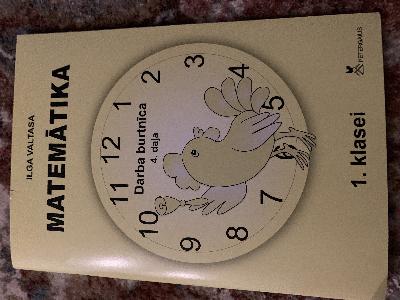 ILGA VALTASA
MATEMĀTIKA
12
1
2
3
4
5
7
8
9
10
11
Darba burtnīca
4. daļa
PĒTERGAILIS
1. klasei